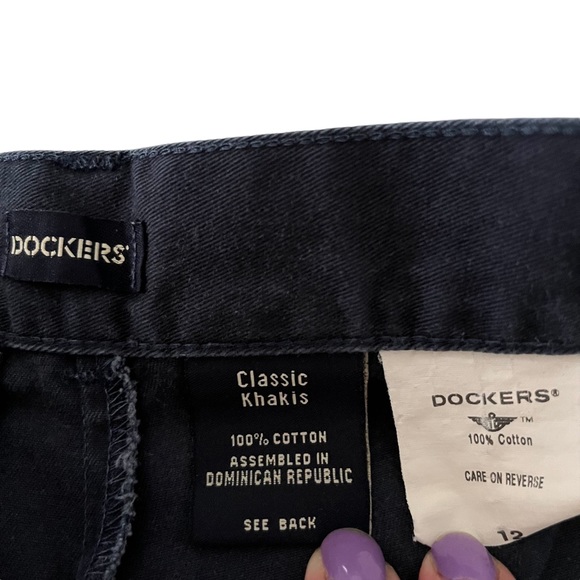 DOCKERS®
Classic
Khakis
100% COTTON
ASSEMBLED IN
DOMINICAN REPUBLIC
SEE BACK
DOCKERS®
TM
100% Cotton
CARE ON REVERSE
12